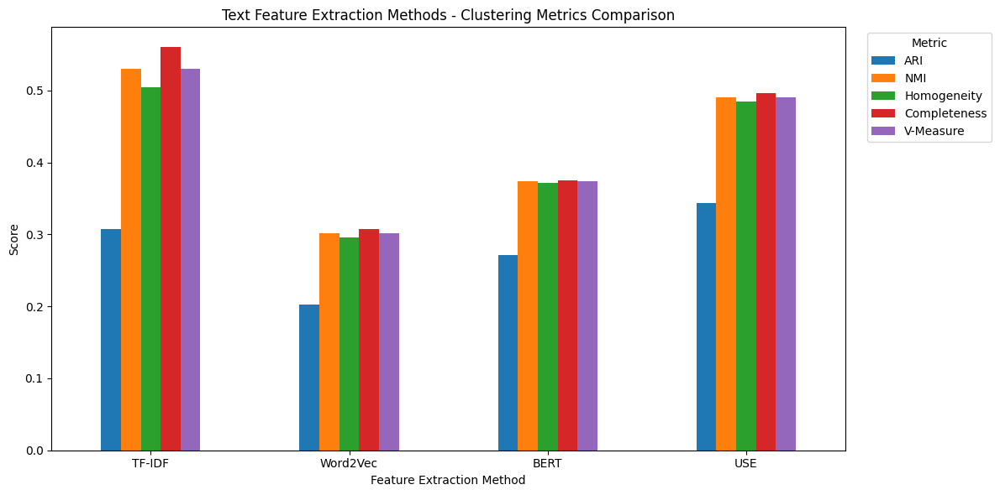 Text Feature Extraction Methods - Clustering Metrics Comparison
Metric
ARI
NMI
Homogeneity
Completeness
V-Measure
Score
0.5
0.4
0.3
0.2
0.1
0.0
TF-IDF
Word2Vec
BERT
USE
Feature Extraction Method